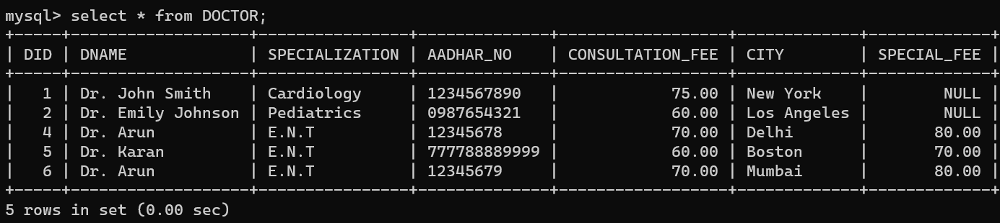 mysql> select * from DOCTOR;
+-----+-------------------+----------------+--------------+------------------+-------------+-------------+
| DID | DNAME             | SPECIALIZATION | AADHAR_NO    | CONSULTATION_FEE | CITY        | SPECIAL_FEE |
+-----+-------------------+----------------+--------------+------------------+-------------+-------------+
|   1 | Dr. John Smith    | Cardiology     | 1234567890   |            75.00 | New York    |        NULL |
|   2 | Dr. Emily Johnson | Pediatrics     | 0987654321   |            60.00 | Los Angeles |        NULL |
|   4 | Dr. Arun          | E.N.T          | 12345678     |            70.00 | Delhi       |       80.00 |
|   5 | Dr. Karan         | E.N.T          | 777788889999 |            60.00 | Boston      |       70.00 |
|   6 | Dr. Arun          | E.N.T          | 12345679     |            70.00 | Mumbai      |       80.00 |
+-----+-------------------+----------------+--------------+------------------+-------------+-------------+
5 rows in set (0.00 sec)